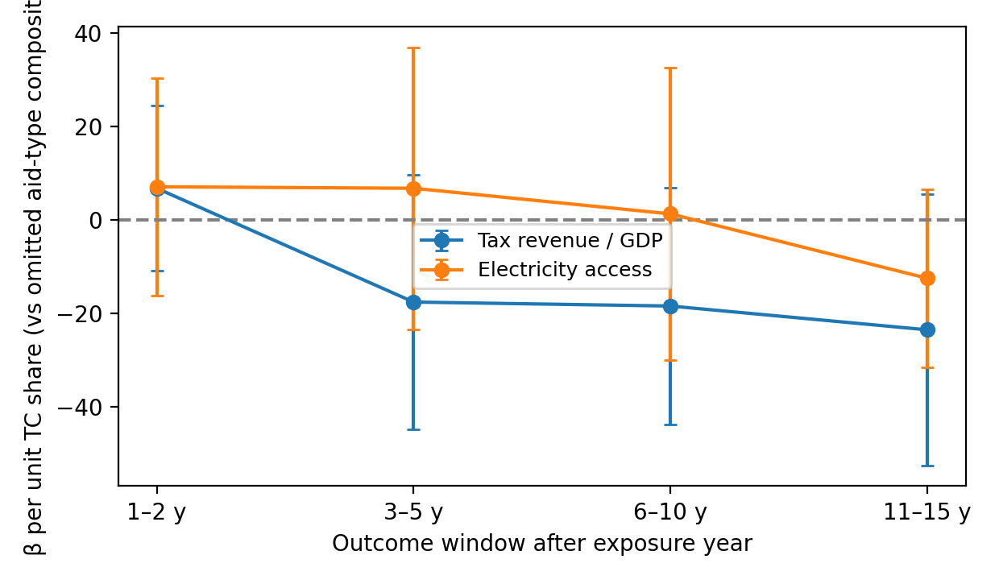 β per unit TC share (vs omitted aid-type
40
20
0
−20
−40
Tax revenue / GDP
Electricity access
1–2 y
3–5 y
6–10 y
11–15 y
Outcome window after exposure year